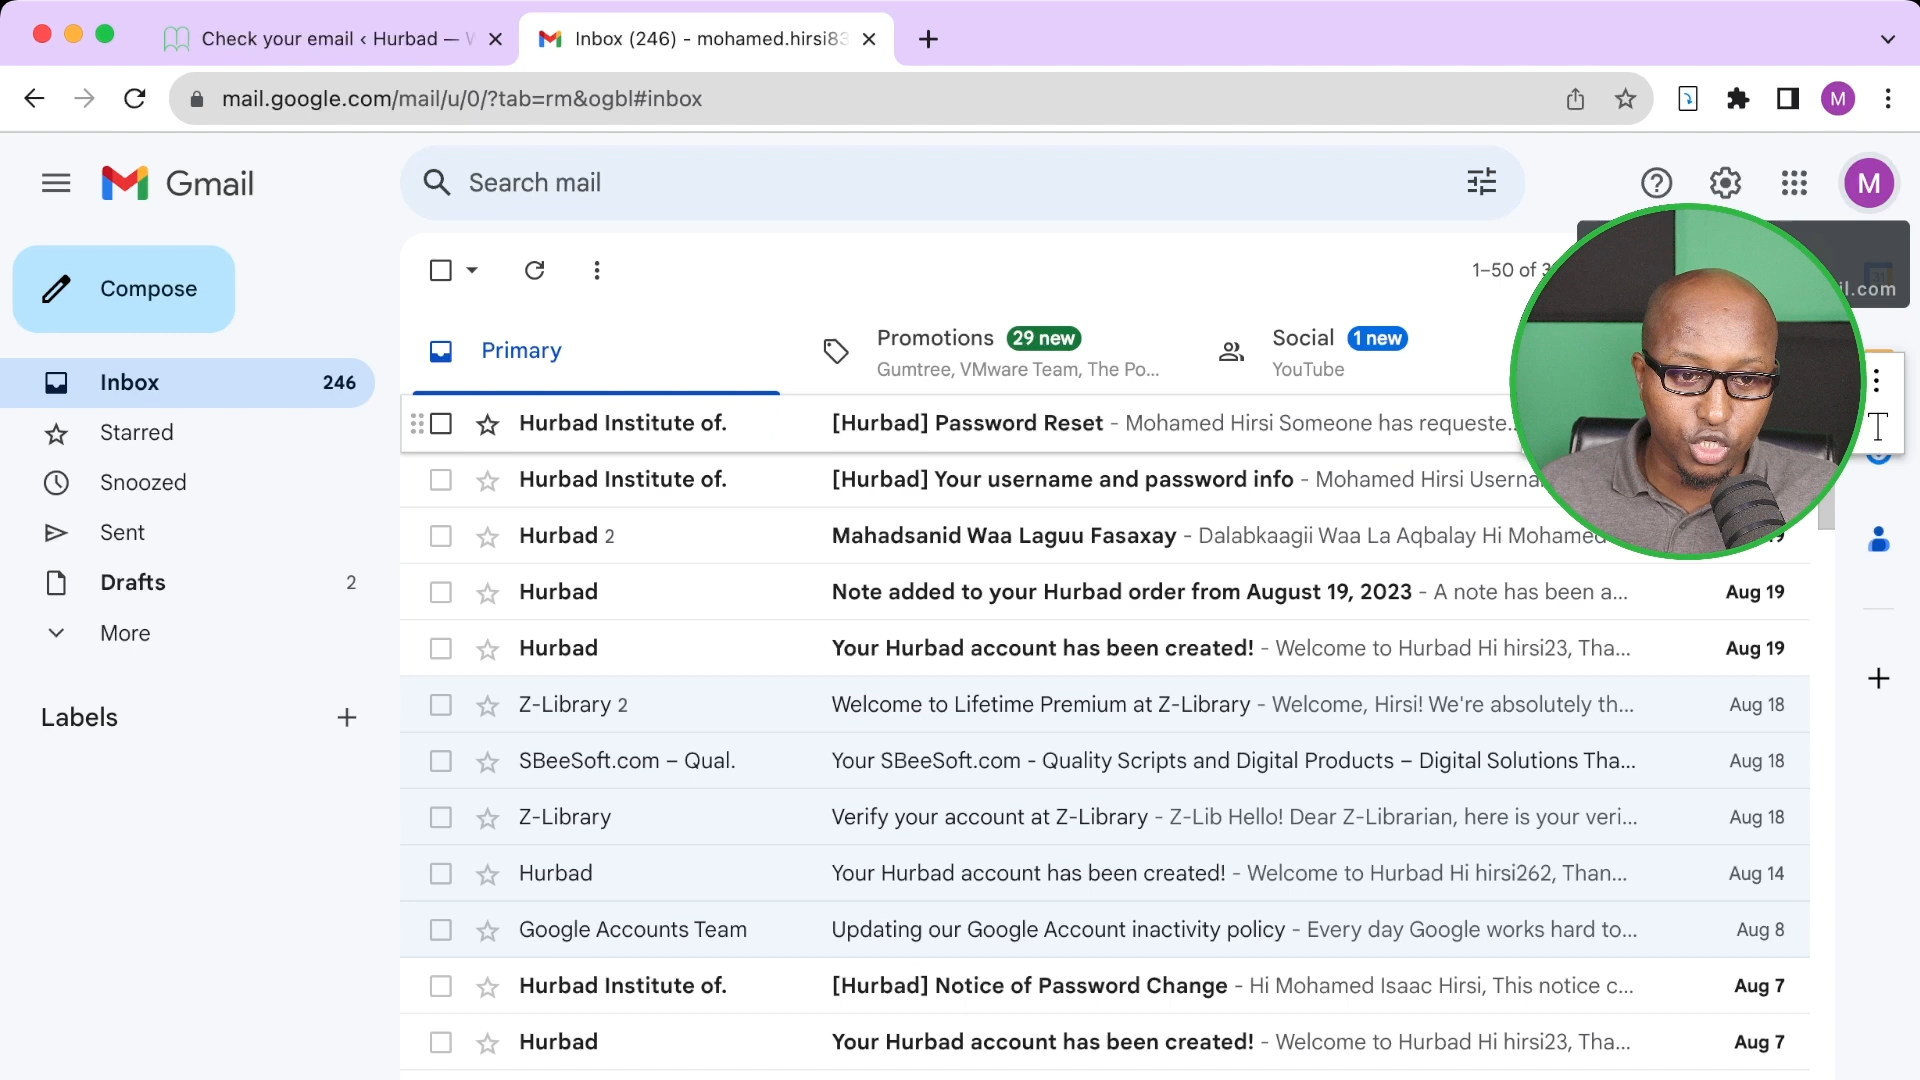 Check your email ‹ Hurbad —
Inbox (246) - mohamed.hirsi83
mail.google.com/mail/u/0/?tab=rm&ogbl#inbox
M
Gmail
Search mail
M
Compose
1–50 of
il.com
Primary
Promotions 29 new
Gumtree, VMware Team, The Po...
Social 1 new
YouTube
Inbox 246
Starred
Snoozed
Sent
Drafts 2
More
Labels
Hurbad Institute of. [Hurbad] Password Reset - Mohamed Hirsi Someone has requeste...
Hurbad Institute of. [Hurbad] Your username and password info - Mohamed Hirsi
Hurbad 2 Mahadsanid Waa Laguu Fasaxay - Dalabkaagii Waa La Aqbalay Hi Mohamed
Hurbad Note added to your Hurbad order from August 19, 2023 - A note has been a... Aug 19
Hurbad Your Hurbad account has been created! - Welcome to Hurbad Hi hirsi23, Tha... Aug 19
Z-Library 2 Welcome to Lifetime Premium at Z-Library - Welcome, Hirsi! We're absolutely th... Aug 18
SBeeSoft.com – Qual. Your SBeeSoft.com - Quality Scripts and Digital Products – Digital Solutions Tha... Aug 18
Z-Library Verify your account at Z-Library - Z-Lib Hello! Dear Z-Librarian, here is your veri... Aug 18
Hurbad Your Hurbad account has been created! - Welcome to Hurbad Hi hirsi262, Than... Aug 14
Google Accounts Team Updating our Google Account inactivity policy - Every day Google works hard to... Aug 8
Hurbad Institute of. [Hurbad] Notice of Password Change - Hi Mohamed Isaac Hirsi, This notice c... Aug 7
Hurbad Your Hurbad account has been created! - Welcome to Hurbad Hi hirsi23, Tha... Aug 7